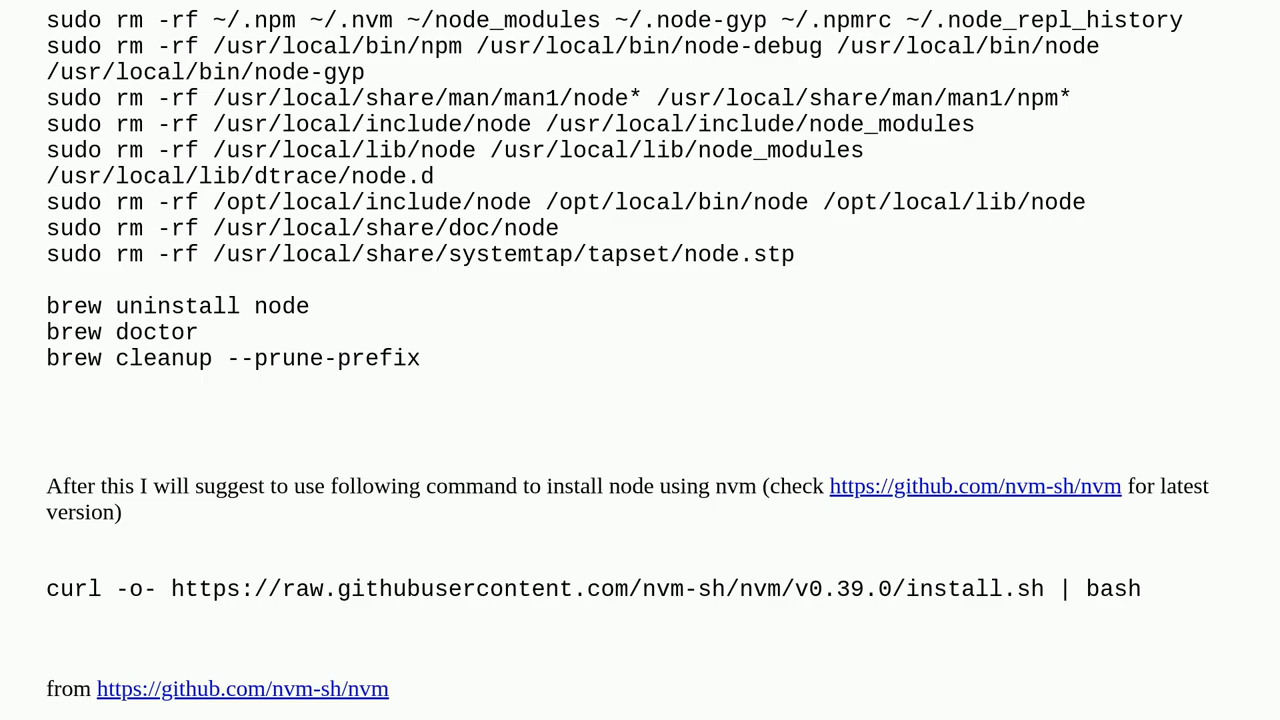 sudo rm -rf ~/.npm ~/.nvm ~/node_modules ~/.node-gyp ~/.npmrc ~/.node_repl_history
sudo rm -rf /usr/local/bin/npm /usr/local/bin/node-debug /usr/local/bin/node
/usr/local/bin/node-gyp
sudo rm -rf /usr/local/share/man/man1/node* /usr/local/share/man/man1/npm*
sudo rm -rf /usr/local/include/node /usr/local/include/node_modules
sudo rm -rf /usr/local/lib/node /usr/local/lib/node_modules
/usr/local/lib/dtrace/node.d
sudo rm -rf /opt/local/include/node /opt/local/bin/node /opt/local/lib/node
sudo rm -rf /usr/local/share/doc/node
sudo rm -rf /usr/local/share/systemtap/tapset/node.stp
brew uninstall node
brew doctor
brew cleanup --prune-prefix
After this I will suggest to use following command to install node using nvm (check https://github.com/nvm-sh/nvm for latest
version)
curl -o- https://raw.githubusercontent.com/nvm-sh/nvm/v0.39.0/install.sh | bash
from https://github.com/nvm-sh/nvm